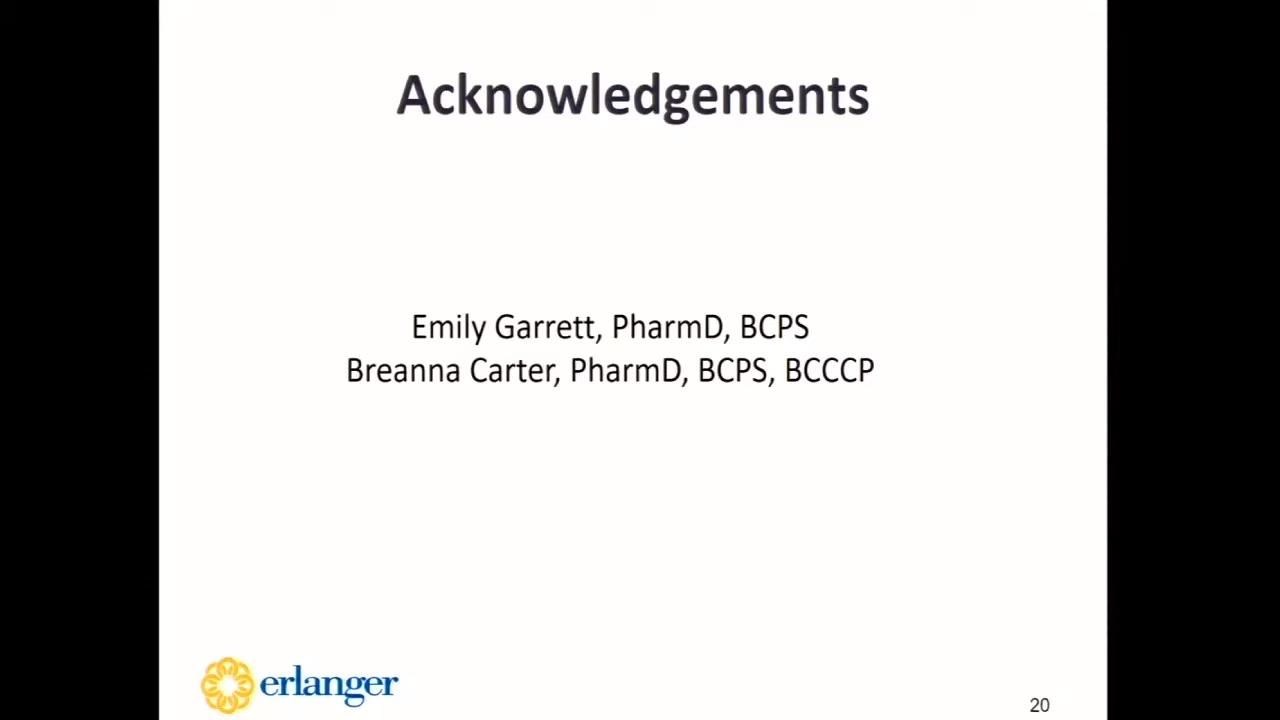 Acknowledgements
Emily Garrett, PharmD, BCPS
Breanna Carter, PharmD, BCPS, BCCCP
erlanger
20